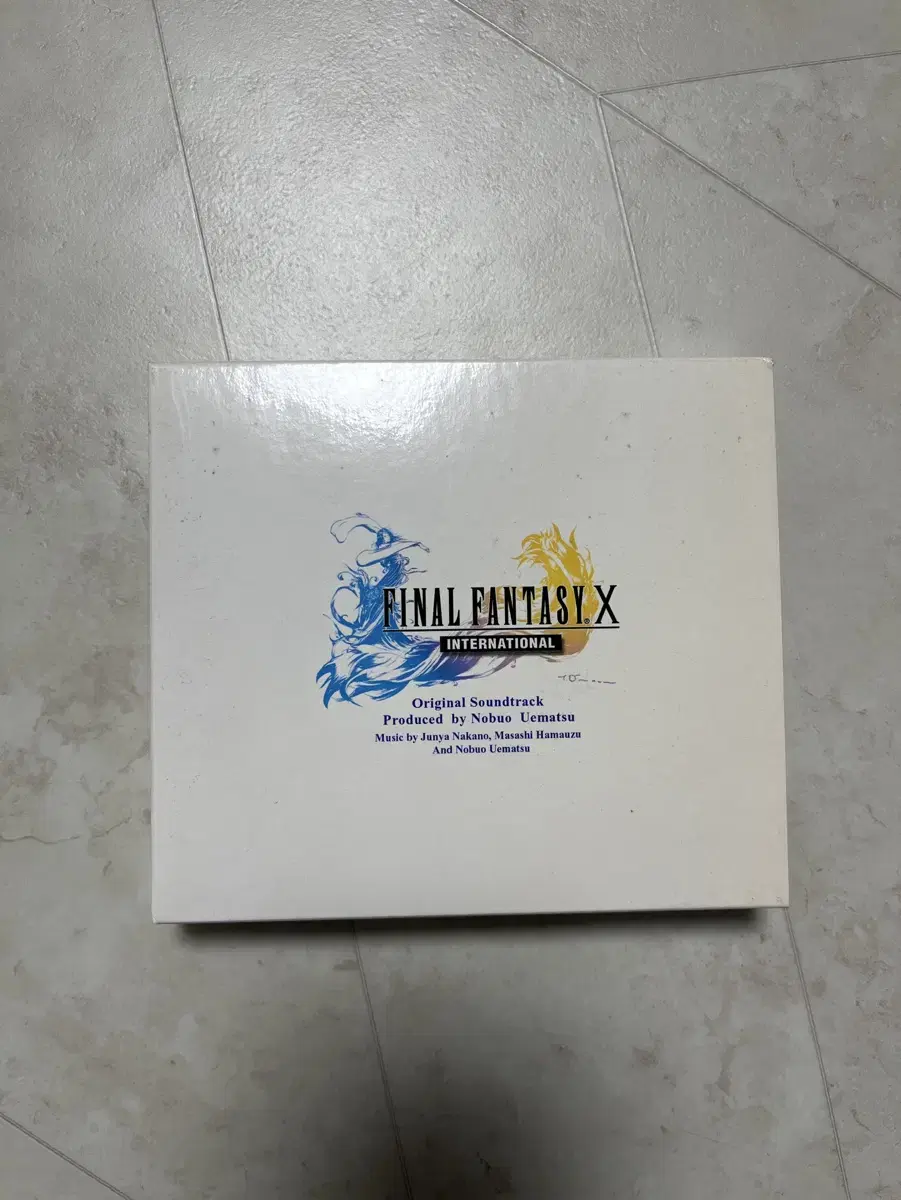 FINAL FANTASY® X
INTERNATIONAL
Original Soundtrack
Produced by Nobuo Uematsu
Music by Junya Nakano, Masashi Hamauzu
And Nobuo Uematsu